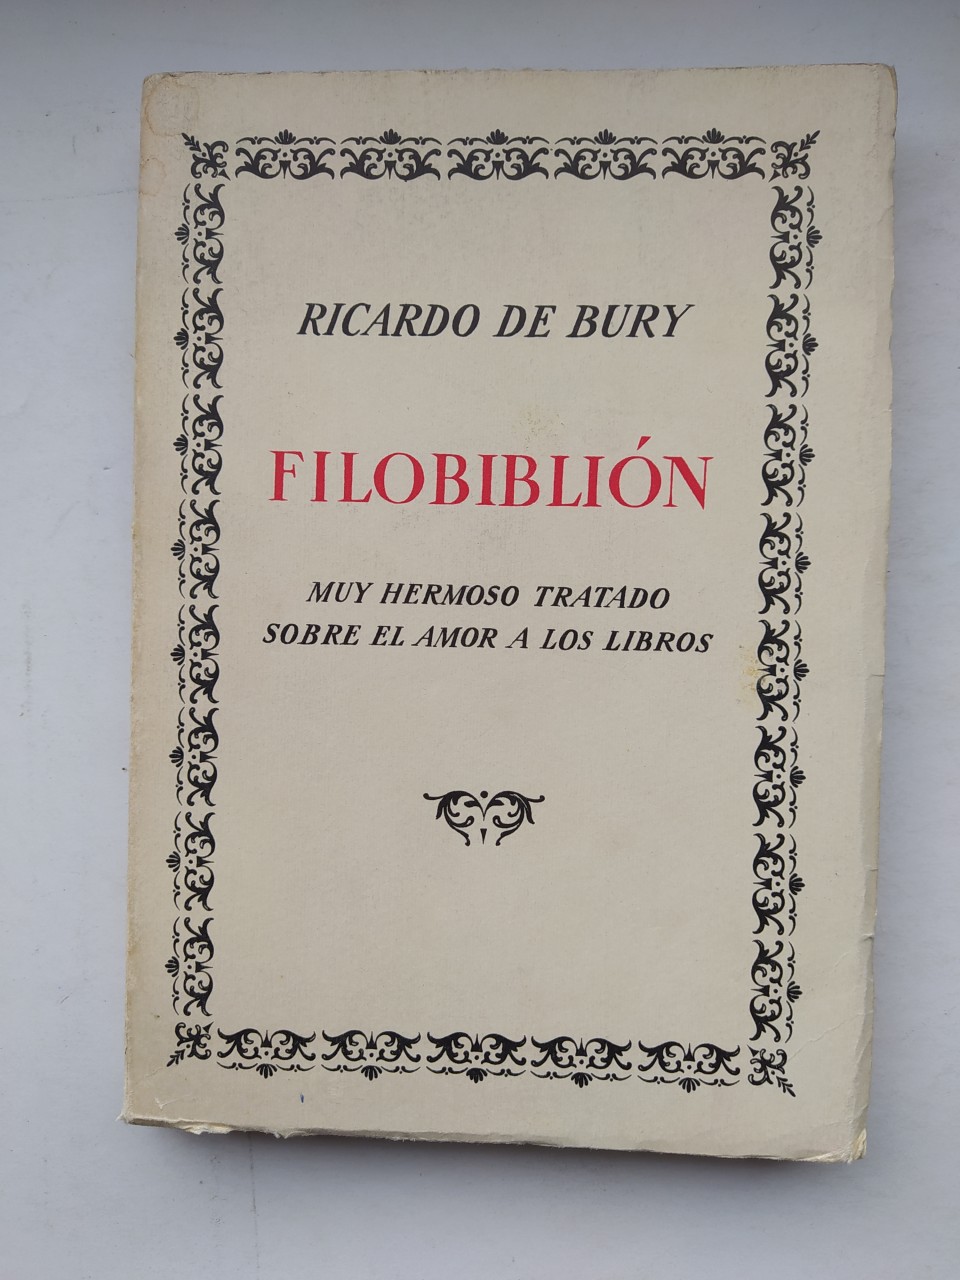 RICARDO DE BURY
FILOBIBLIÓN
MUY HERMOSO TRATADO
SOBRE EL AMOR A LOS LIBROS